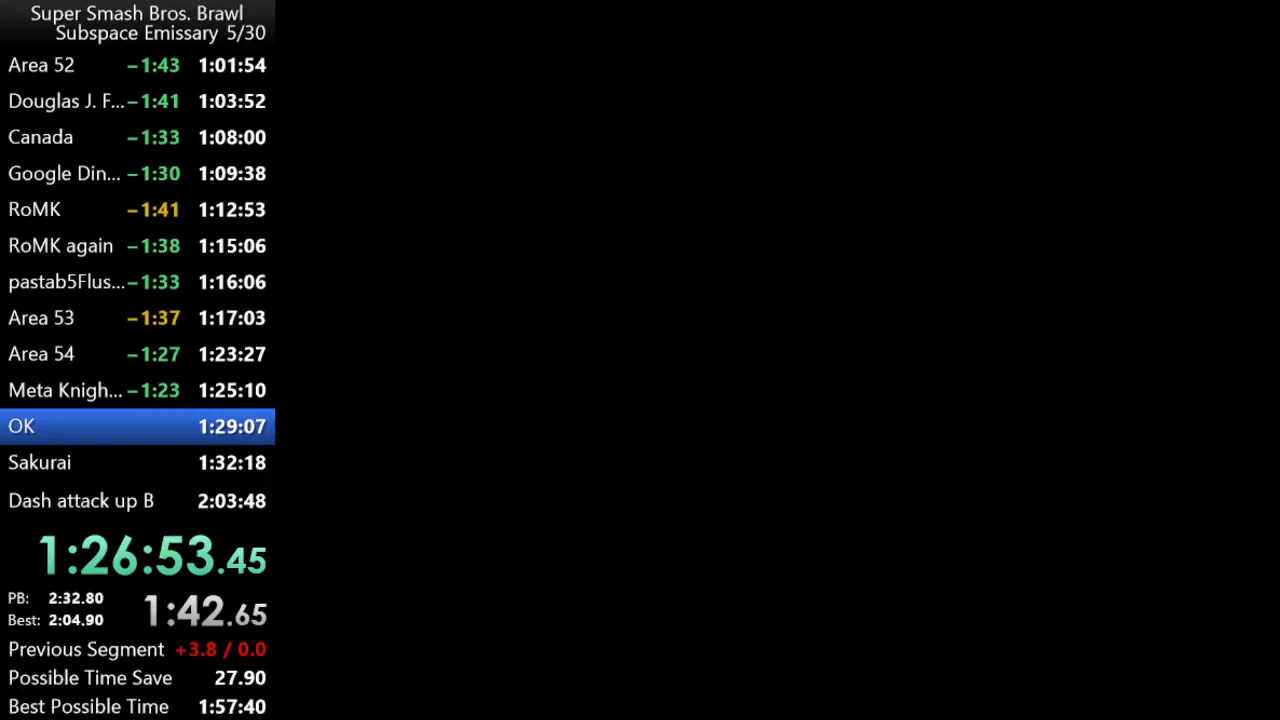 Super Smash Bros. Brawl
Subspace Emissary 5/30
Area 52 −1:43 1:01:54
Douglas J. F... −1:41 1:03:52
Canada −1:33 1:08:00
Google Din... −1:30 1:09:38
RoMK −1:41 1:12:53
RoMK again −1:38 1:15:06
pastab5Flus... −1:33 1:16:06
Area 53 −1:37 1:17:03
Area 54 −1:27 1:23:27
Meta Knigh... −1:23 1:25:10
OK 1:29:07
Sakurai 1:32:18
Dash attack up B 2:03:48
1:26:53.45
PB: 2:32.80
Best: 2:04.90
1:42.65
Previous Segment +3.8 / 0.0
Possible Time Save 27.90
Best Possible Time 1:57:40